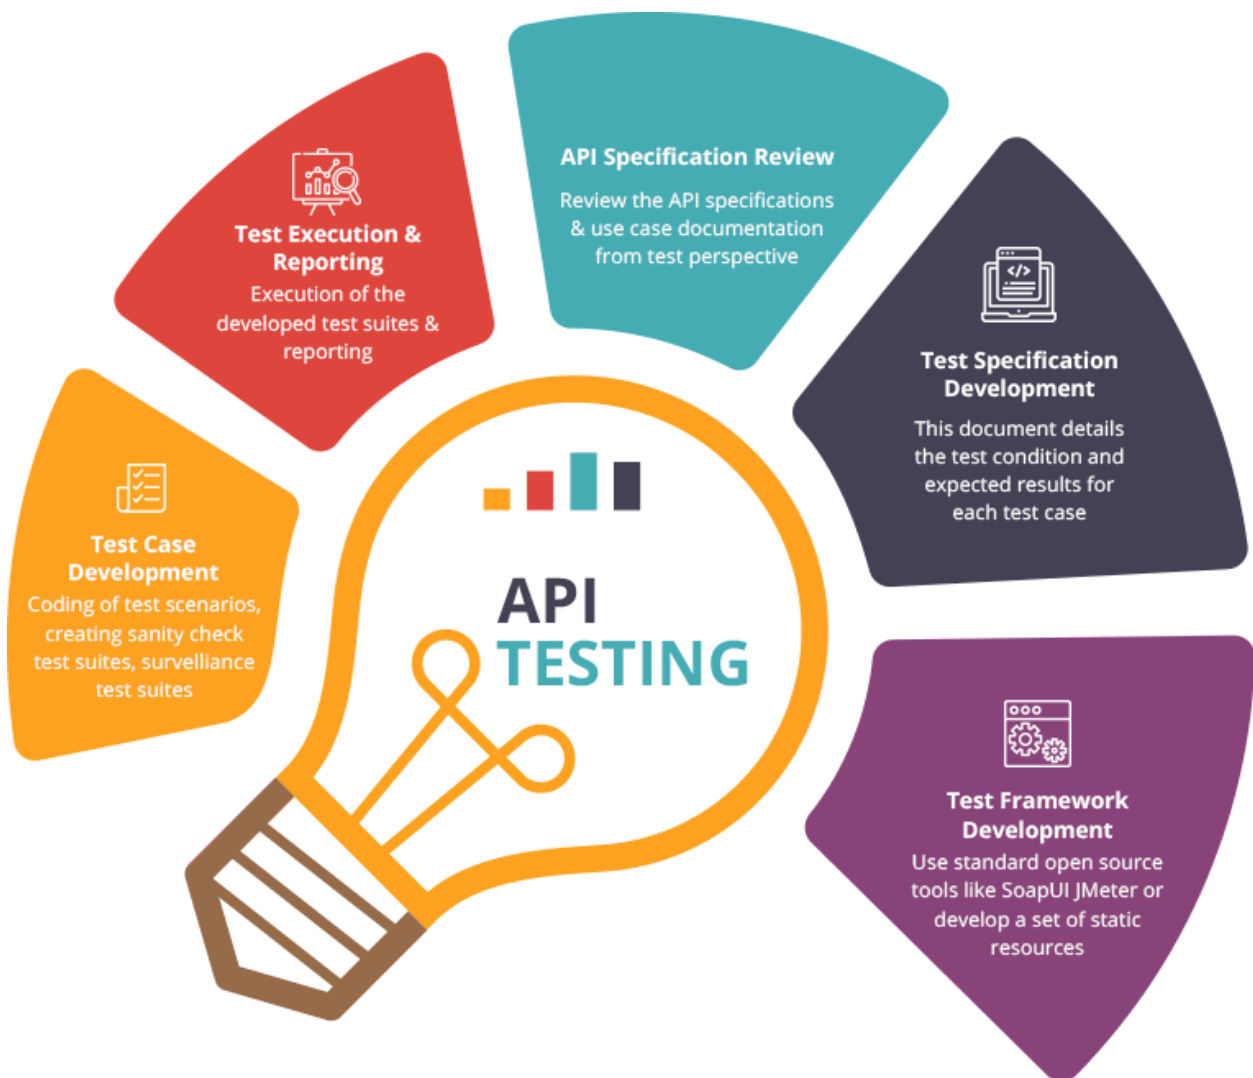 API Specification Review
Review the API specifications
& use case documentation
from test perspective
Test Execution &
Reporting
Execution of the
developed test suites &
reporting
Test Specification
Development
This document details
the test condition and
expected results for
each test case
Test Case
Development
Coding of test scenarios,
creating sanity check
test suites, survelliance
test suites
API
TESTING
Test Framework
Development
Use standard open source
tools like SoapUI JMeter or
develop a set of static
resources